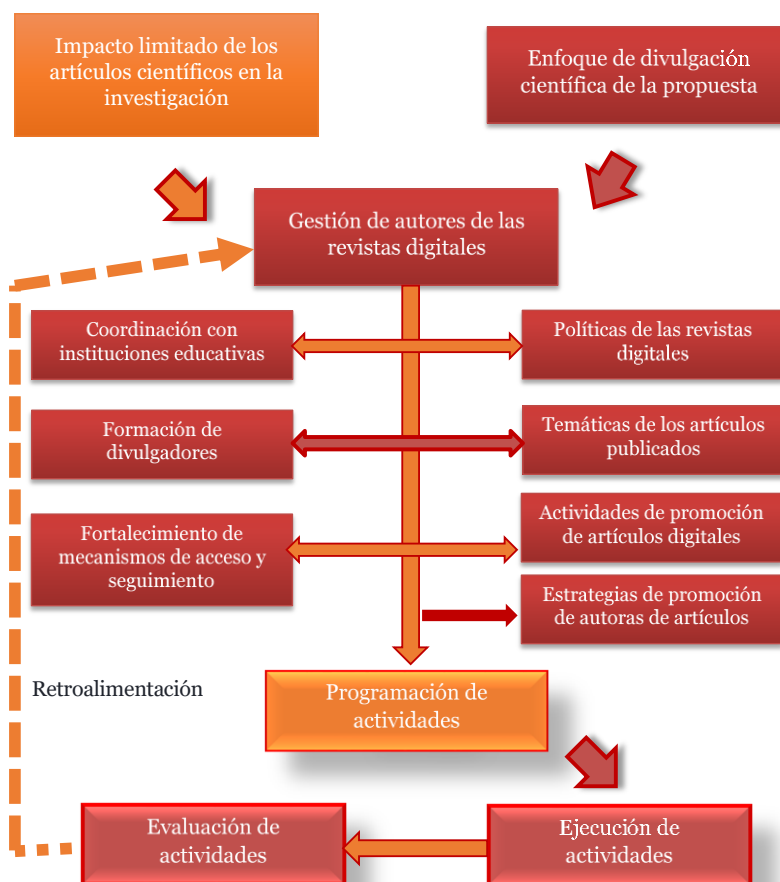 Impacto limitado de los
artículos científicos en la
investigación
Enfoque de divulgación
científica de la propuesta
Gestión de autores de las
revistas digitales
Coordinación con
instituciones educativas
Políticas de las revistas
digitales
Formación de
divulgadores
Temáticas de los artículos
publicados
Fortalecimiento de
mecanismos de acceso y
seguimiento
Actividades de promoción
de artículos digitales
Estrategias de promoción
de autoras de artículos
Retroalimentación
Programación de
actividades
Evaluación de
actividades
Ejecución de
actividades